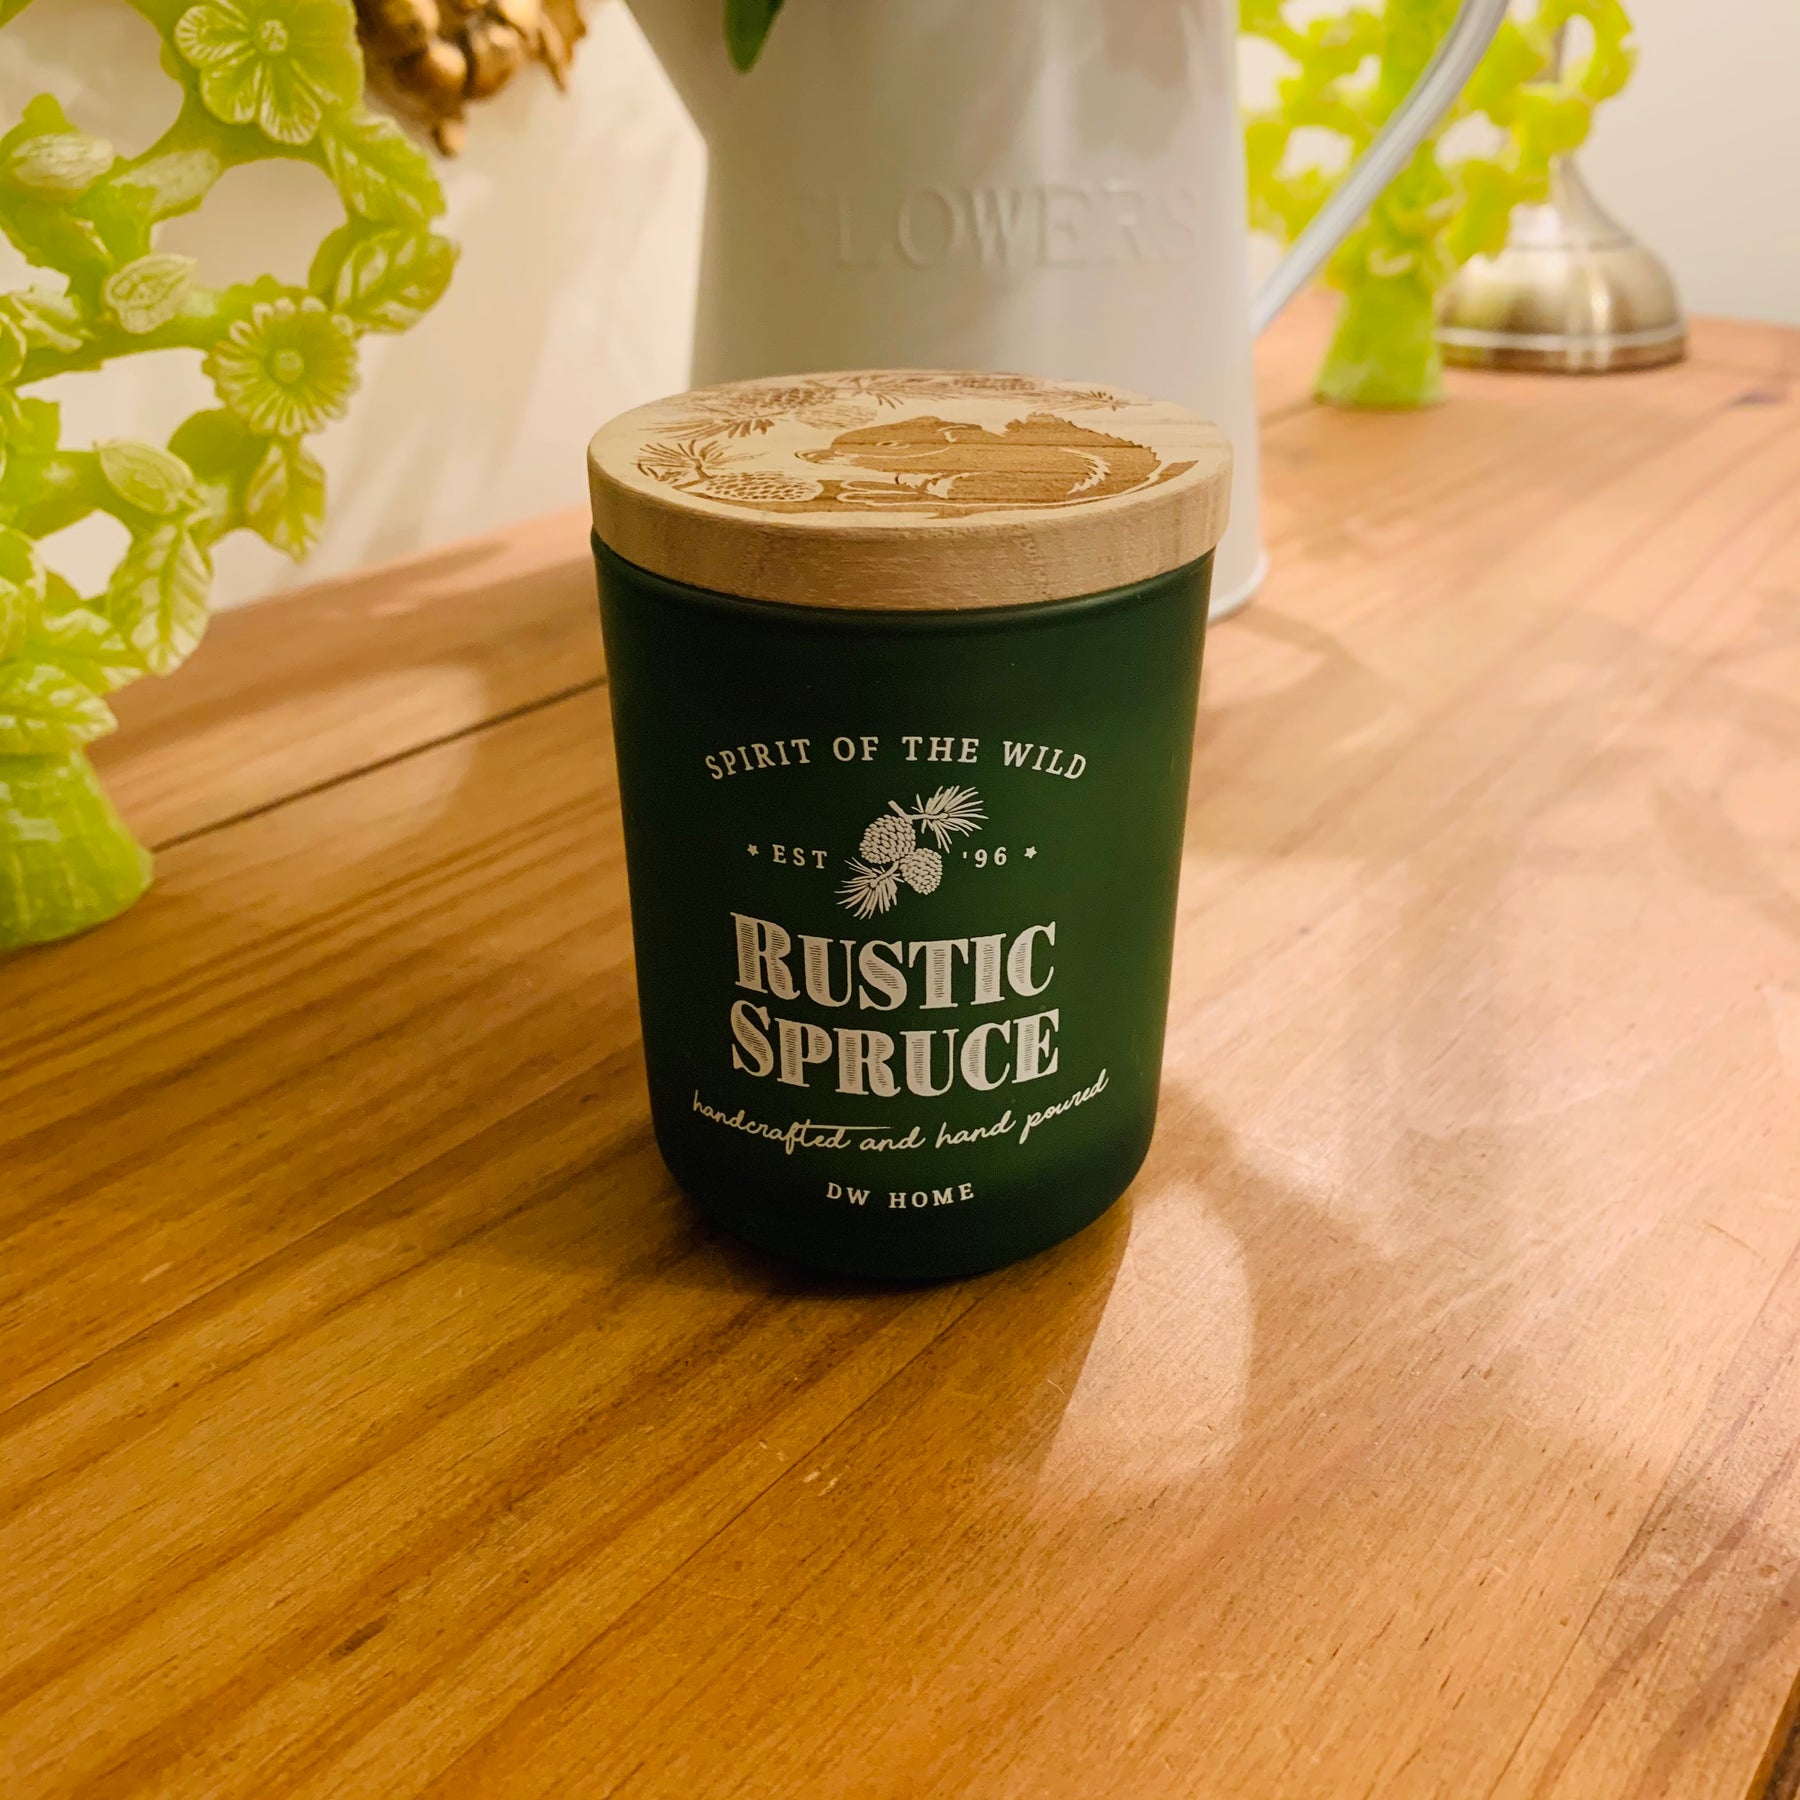 FLOWERS
SPIRIT OF THE WILD
EST '96
RUSTIC
SPRUCE
handcrafted and hand poured
DW HOME